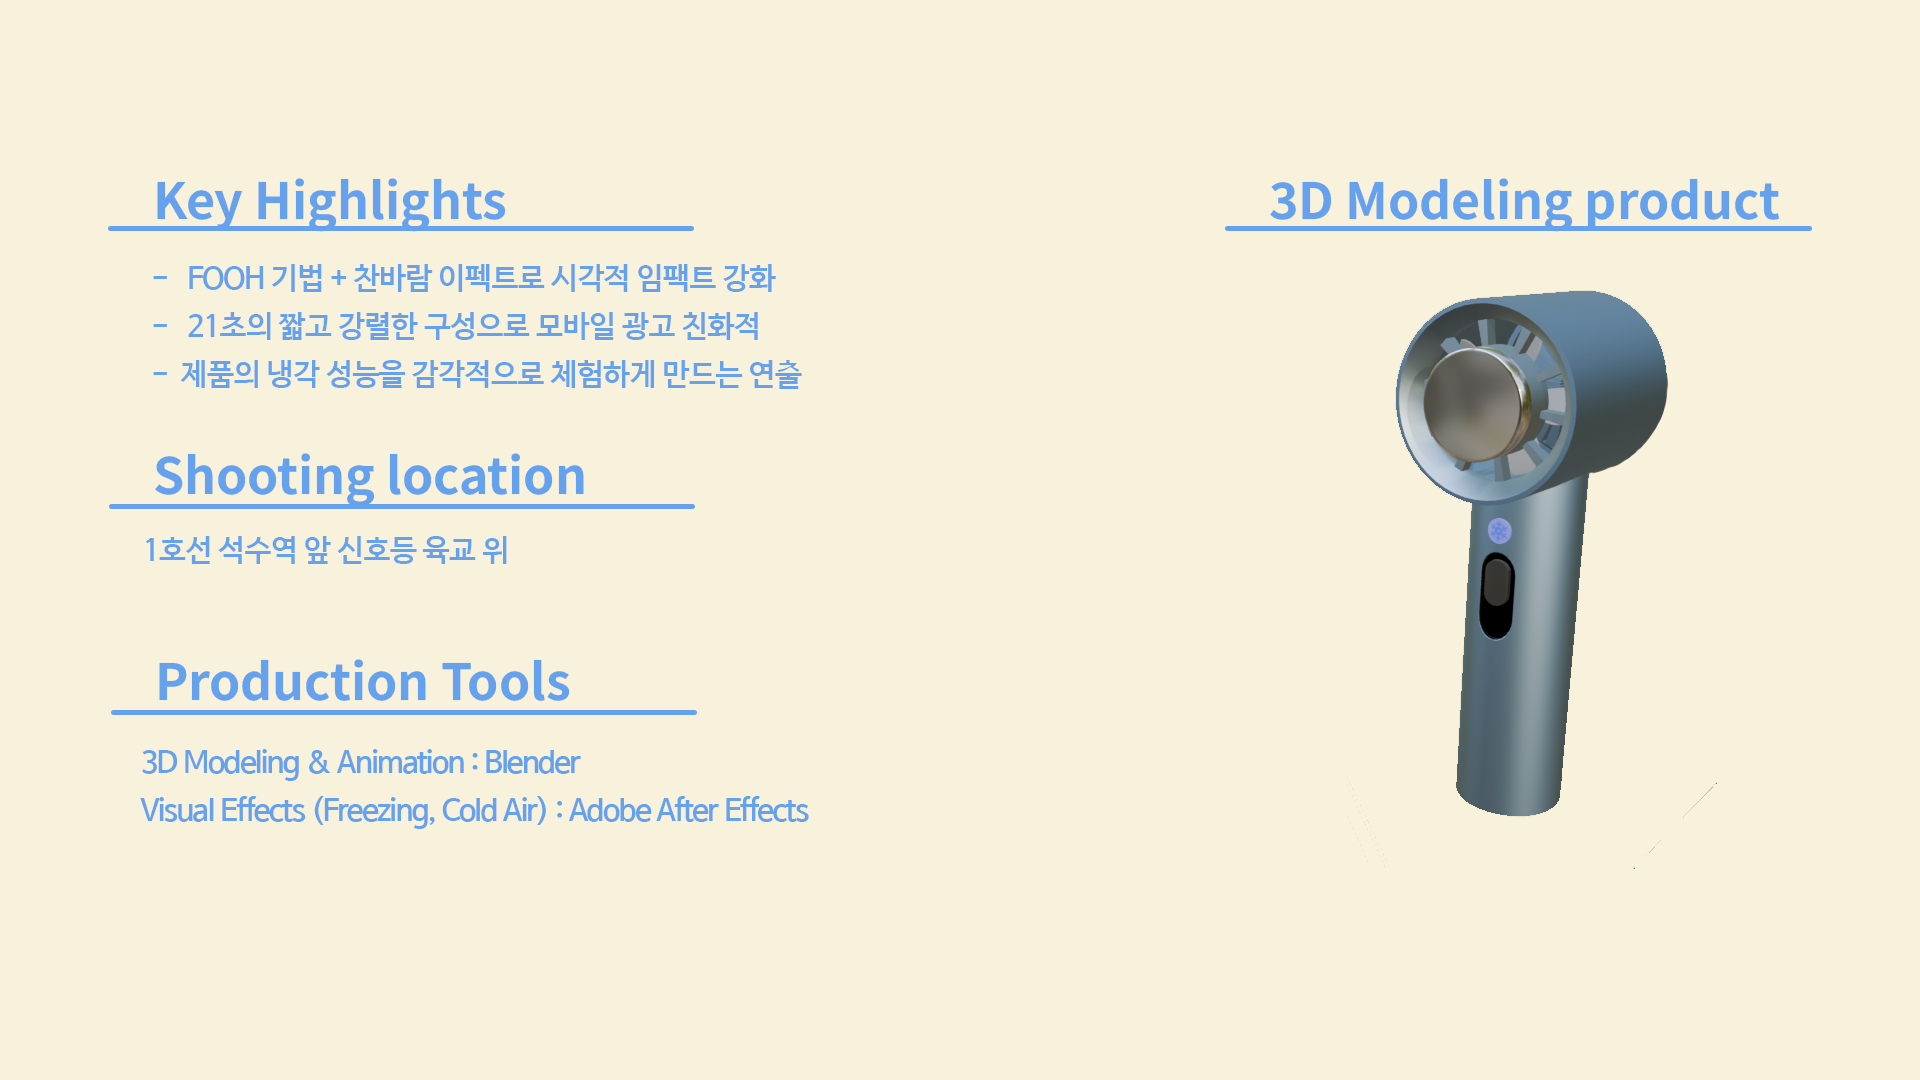 Key Highlights
- FOOH 기법 + 찬바람 이펙트로 시각적 임팩트 강화
- 21초의 짧고 강렬한 구성으로 모바일 광고 친화적
- 제품의 냉각 성능을 감각적으로 체험하게 만드는 연출
Shooting location
1호선 석수역 앞 신호등 육교 위
Production Tools
3D Modeling & Animation : Blender
Visual Effects (Freezing, Cold Air) : Adobe After Effects
3D Modeling product